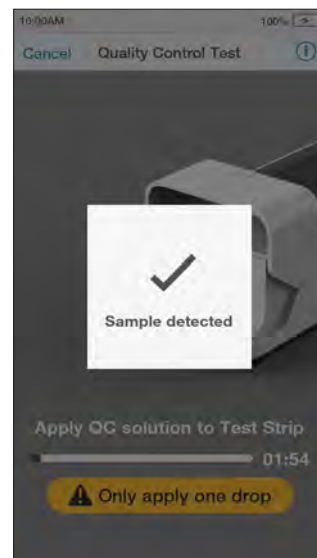 10:00AM 100%
Cancel Quality Control Test
Sample detected
Apply QC solution to Test Strip
01:54
Only apply one drop